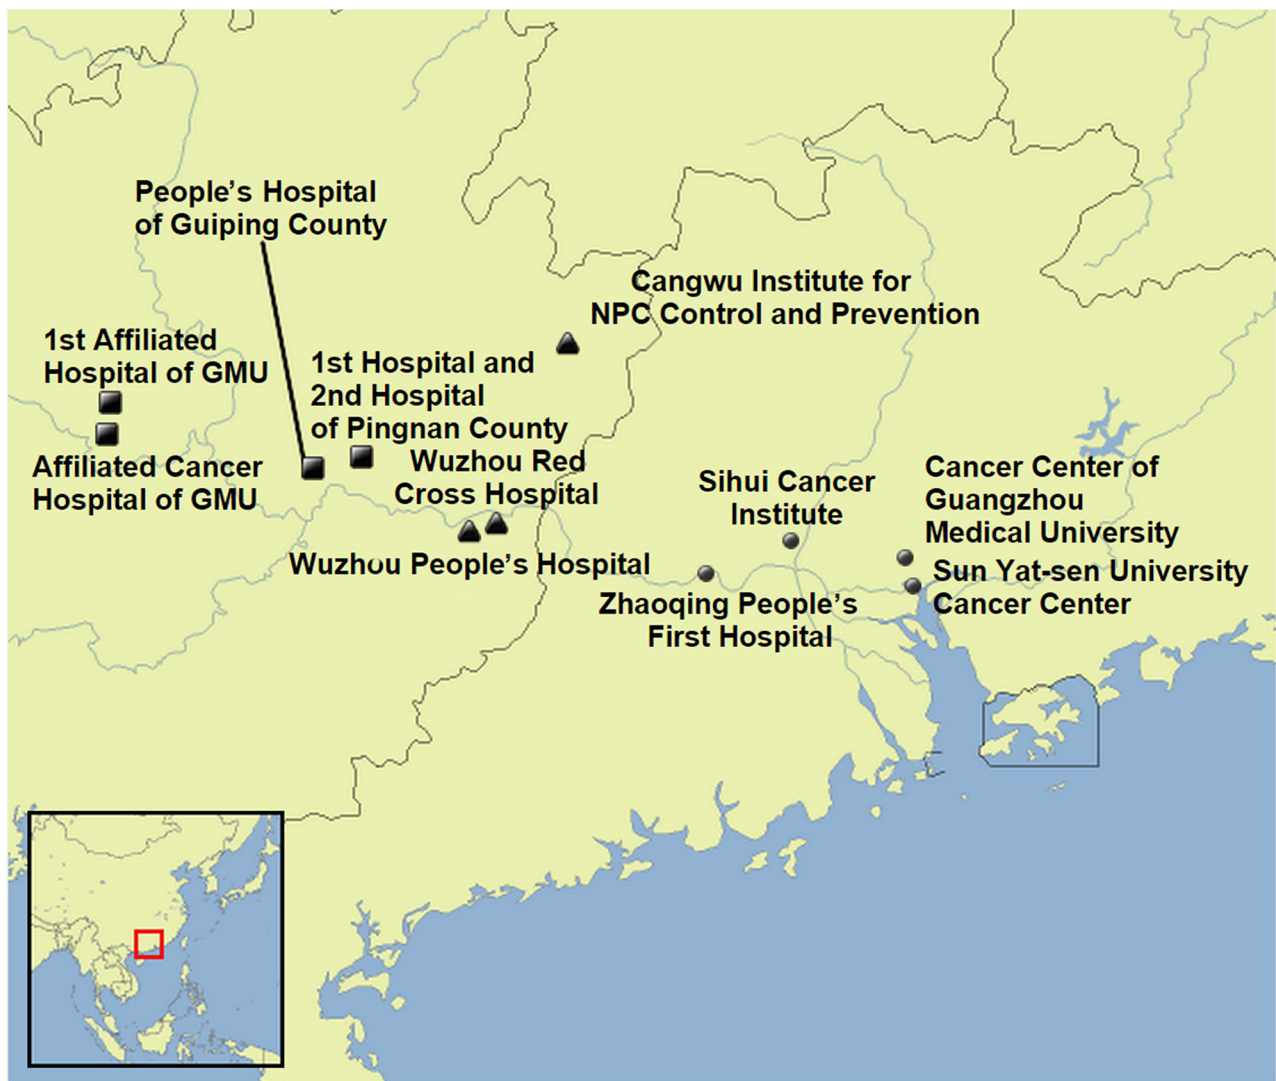 People’s Hospital
of Guiping County
Cangwu Institute for
NPC Control and Prevention
1st Affiliated
Hospital of GMU
1st Hospital and
2nd Hospital
of Pingnan County
Affiliated Cancer
Hospital of GMU
Wuzhou Red
Cross Hospital
Wuzhou People’s Hospital
Sihui Cancer
Institute
Zhaoqing People’s
First Hospital
Cancer Center of
Guangzhou
Medical University
Sun Yat-sen University
Cancer Center